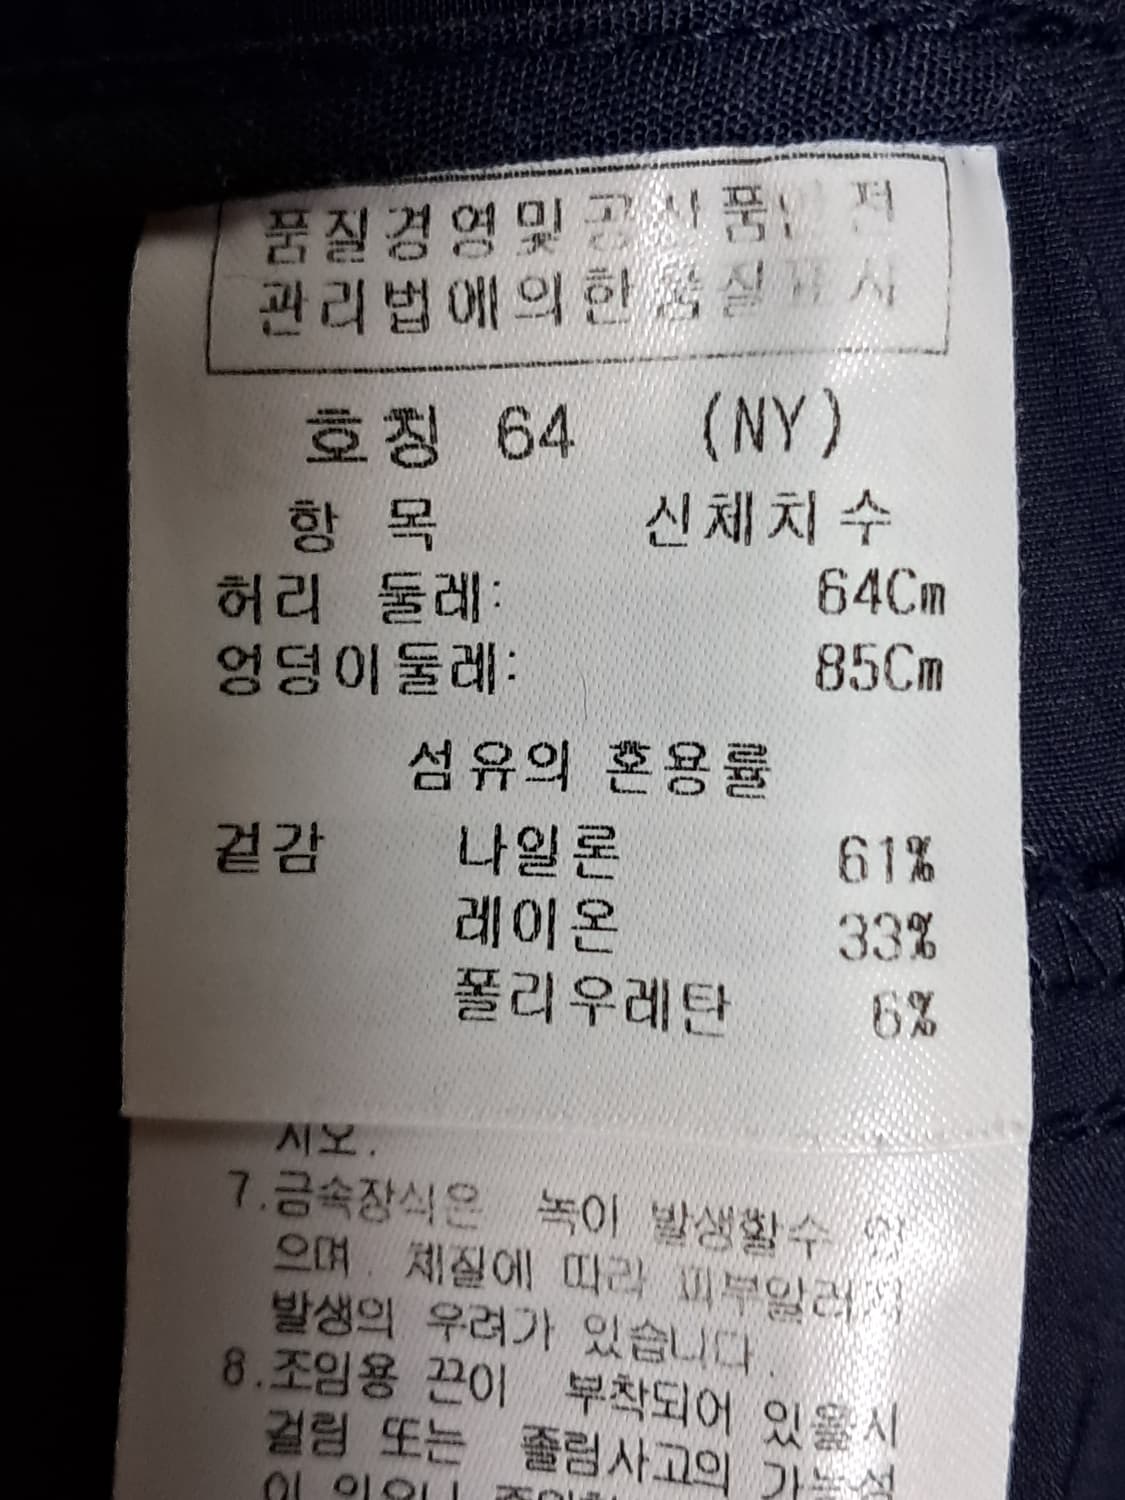 품질경영및공산품안전
관리법에의한품질표시
호칭 64 (NY)
항 목 신체치수
허리 둘레: 64Cm
엉덩이둘레: 85Cm
섬유의 혼용률
겉감 나일론 61%
레이온 33%
폴리우레탄 6%
시오.
7.금속장식은 녹이 발생할수 있
으며. 체질에 따라 피부알러지
발생의 우려가 있습니다.
8.조임용 끈이 부착되어 있을시
걸림 또는 졸림사고의 가능성
이